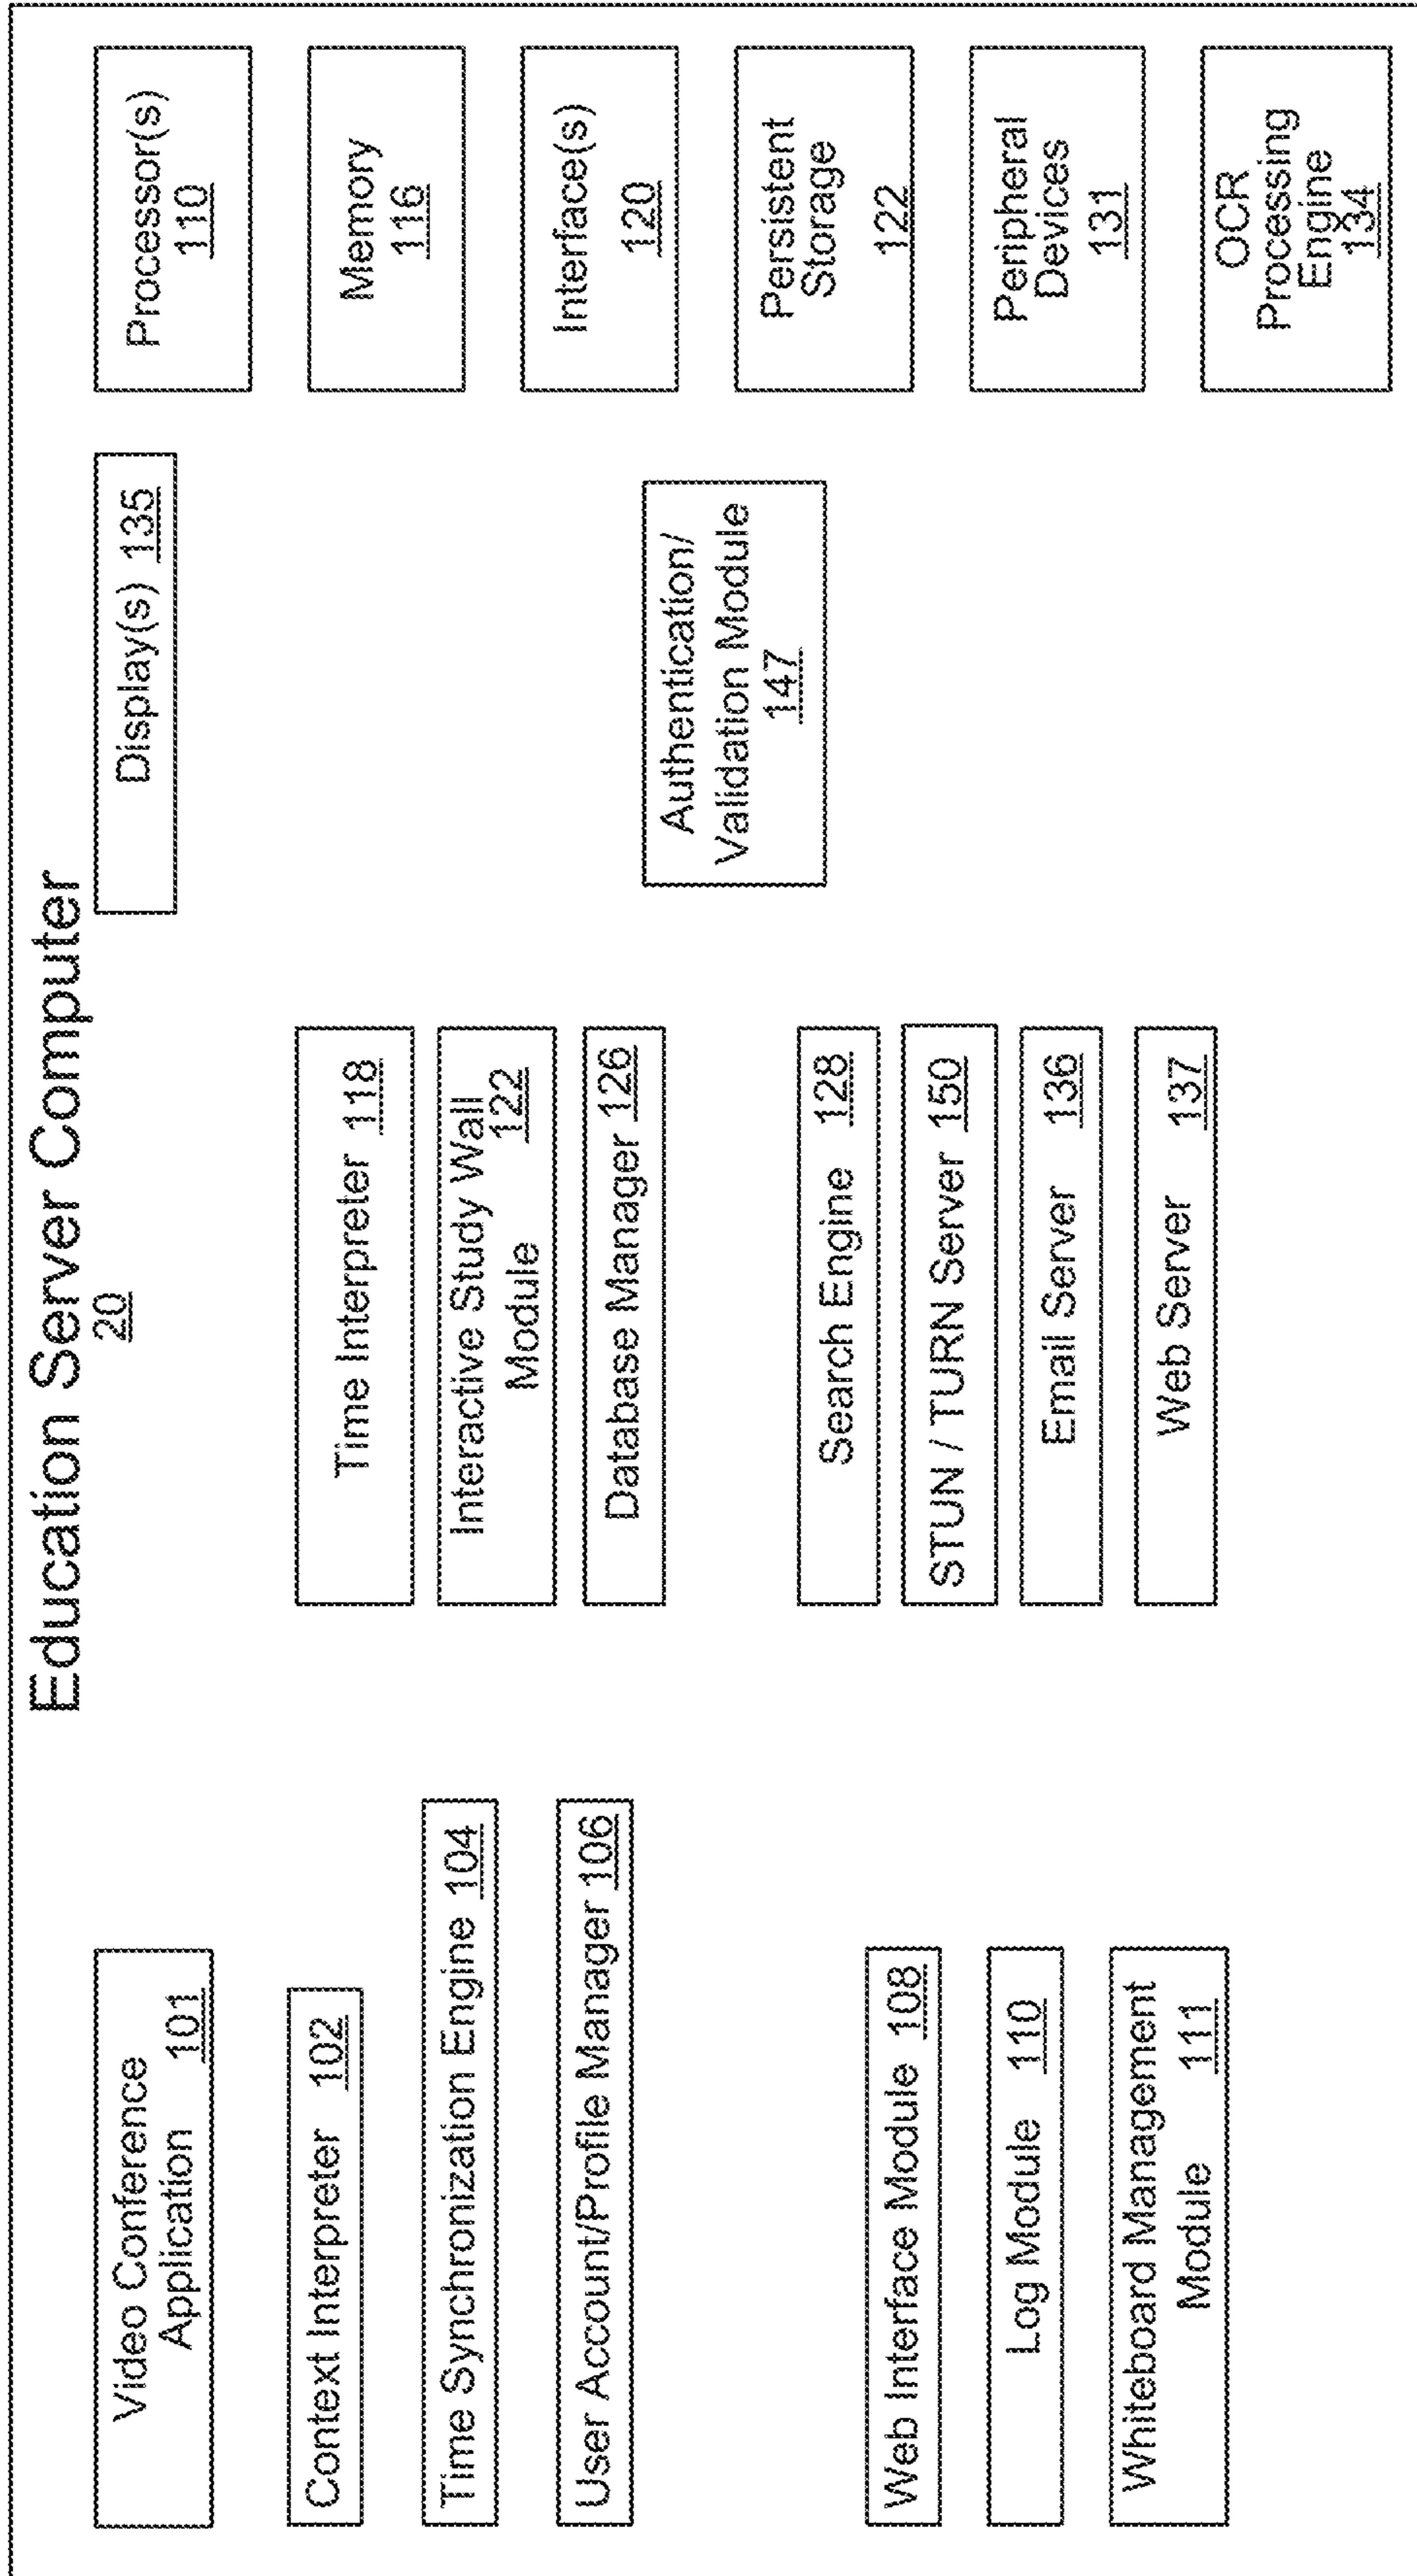 Education Server Computer
20
Video Conference
Application 101
Context Interpreter 102
Time Synchronization Engine 104
User Account/Profile Manager 106
Web Interface Module 108
Log Module 110
Whiteboard Management
Module 111
Time Interpreter 118
Interactive Study Wall
Module 122
Database Manager 126
Search Engine 128
STUN / TURN Server 150
Email Server 136
Web Server 137
Display(s) 135
Authentication/
Validation Module
147
Processor(s)
110
Memory
116
Interface(s)
120
Persistent
Storage
122
Peripheral
Devices
131
OCR
Processing
Engine
134